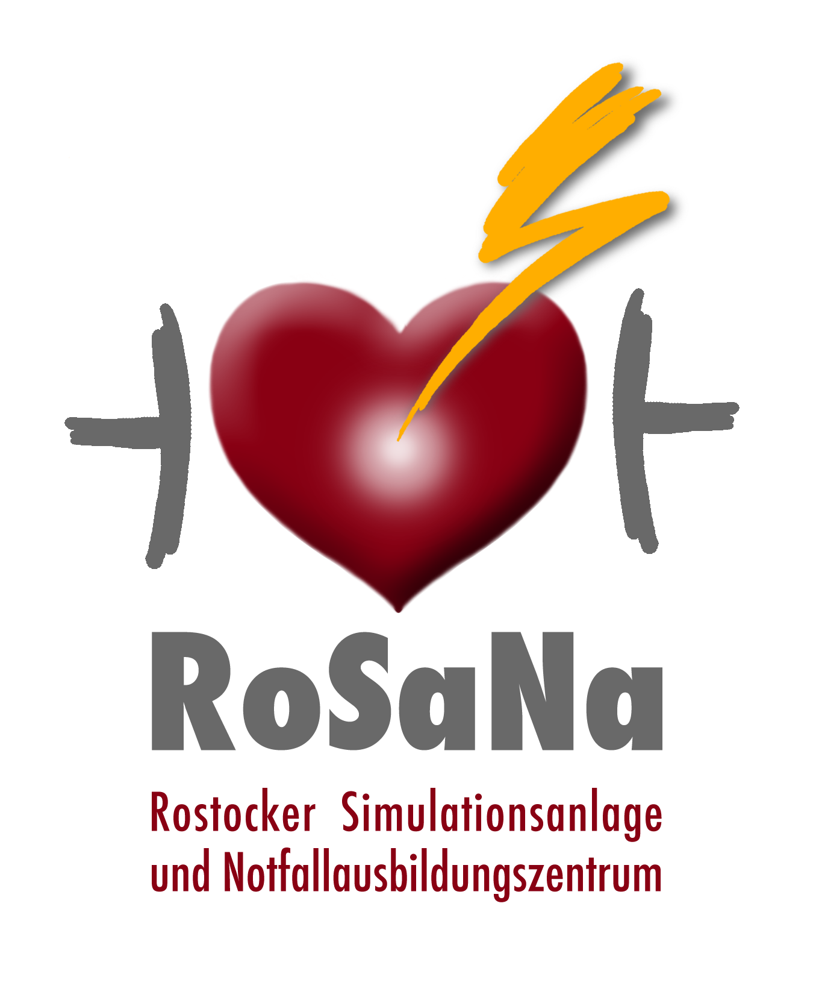 RoSaNa
Rostocker Simulationsanlage
und Notfallausbildungszentrum